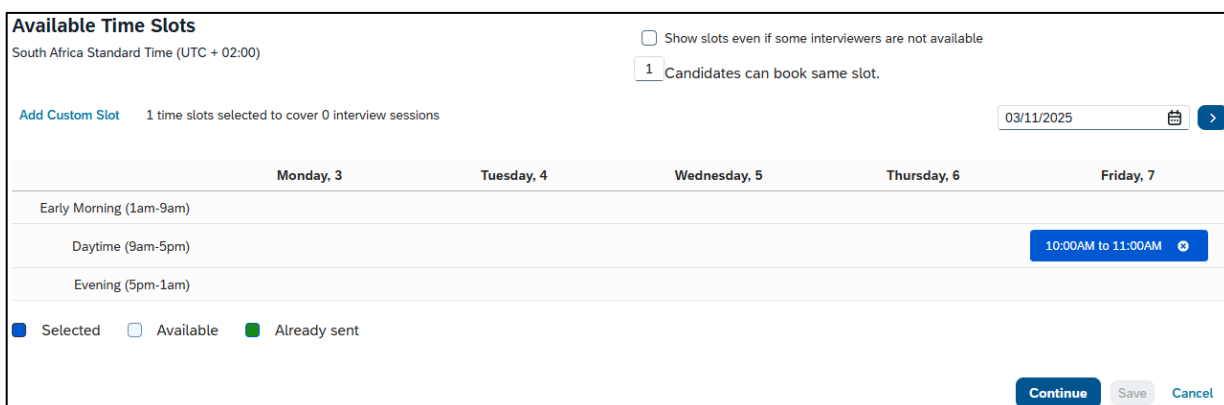 Available Time Slots
South Africa Standard Time (UTC + 02:00)
Show slots even if some interviewers are not available
1 Candidates can book same slot.
Add Custom Slot 1 time slots selected to cover 0 interview sessions 03/11/2025
Monday, 3 Tuesday, 4 Wednesday, 5 Thursday, 6 Friday, 7
Early Morning (1am-9am)
Daytime (9am-5pm) 10:00AM to 11:00AM
Evening (5pm-1am)
Selected Available Already sent
Continue Save Cancel